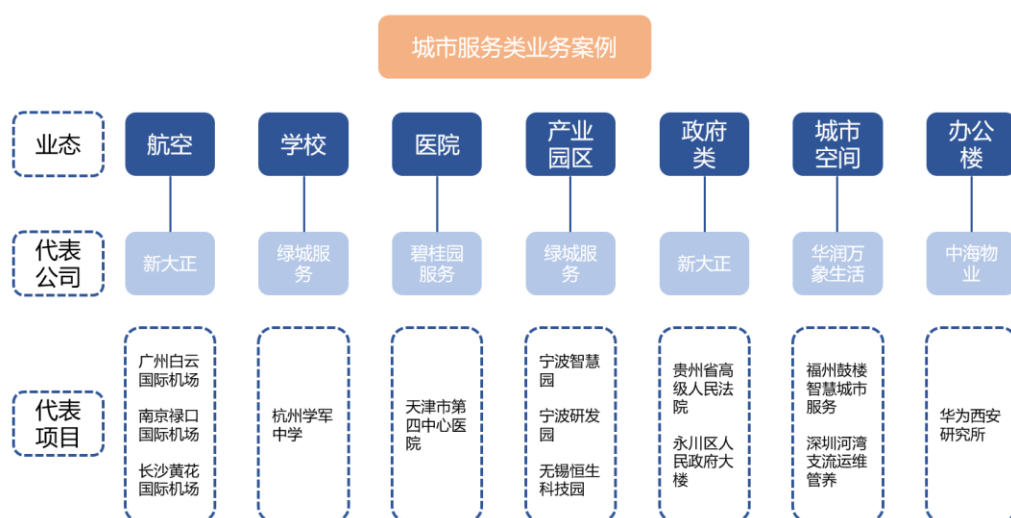 城市服务类业务案例
业态
航空
学校
医院
产业
园区
政府
类
城市
空间
办公
楼
代表
公司
新大正
绿城服
务
碧桂园
服务
绿城服
务
新大正
华润万
象生活
中海物
业
代表
项目
广州白云
国际机场
南京禄口
国际机场
长沙黄花
国际机场
杭州学军
中学
天津市第
四中心医
院
宁波智慧
园
宁波研发
园
无锡恒生
科技园
贵州省高
级人民法
院
永川区人
民政府大
楼
福州鼓楼
智慧城市
服务
深圳河湾
支流运维
管养
华为西安
研究所